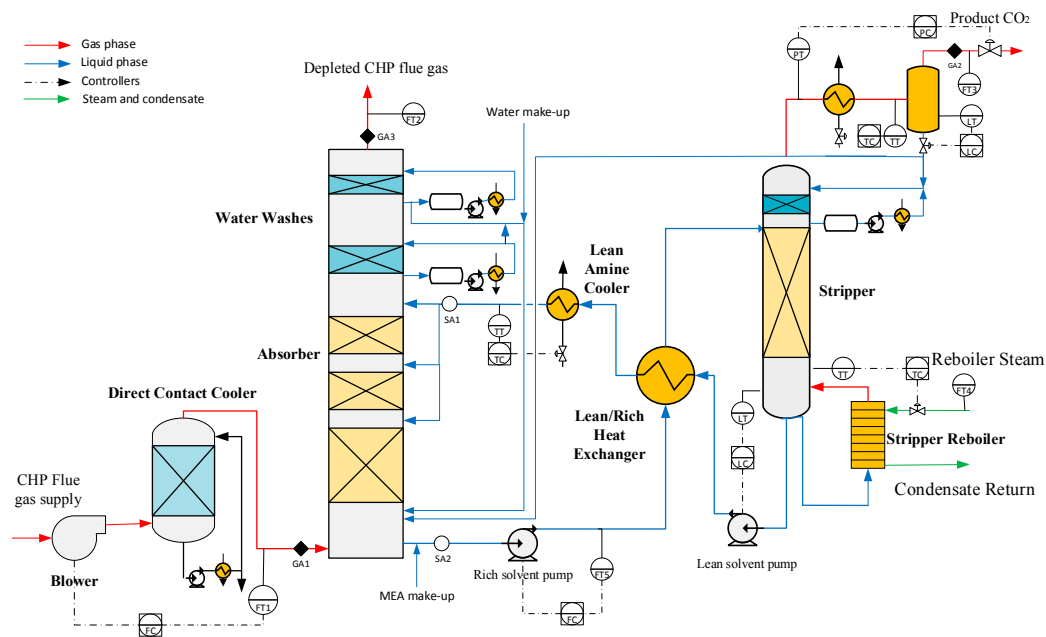 Gas phase
Liquid phase
Controllers
Steam and condensate
Product CO₂
PC
PT
GA2
FT3
TC
TT
LT
LC
Depleted CHP flue gas
FT2
GA3
Water make-up
Water Washes
Lean
Amine
Cooler
SA1
TT
TC
Stripper
Absorber
Direct Contact Cooler
TT
TC
Reboiler Steam
FT4
LT
LC
Lean/Rich
Heat
Exchanger
Stripper Reboiler
Condensate Return
CHP Flue
gas supply
Blower
GA1
FT1
FC
SA2
MEA make-up
Rich solvent pump
FT5
FC
Lean solvent pump